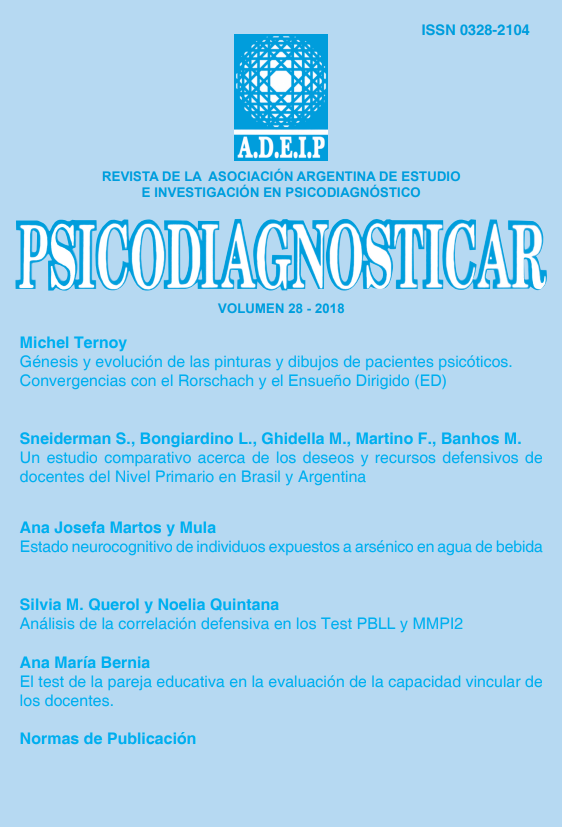 ISSN 0328-2104
A.D.E.I.P
REVISTA DE LA ASOCIACIÓN ARGENTINA DE ESTUDIO
E INVESTIGACIÓN EN PSICODIAGNÓSTICO
PSICODIAGNOSTICAR
VOLUMEN 28 - 2018
Michel Ternoy
Génesis y evolución de las pinturas y dibujos de pacientes psicóticos.
Convergencias con el Rorschach y el Ensueño Dirigido (ED)
Sneiderman S., Bongiardino L., Ghidella M., Martino F., Banhos M.
Un estudio comparativo acerca de los deseos y recursos defensivos de
docentes del Nivel Primario en Brasil y Argentina
Ana Josefa Martos y Mula
Estado neurocognitivo de individuos expuestos a arsénico en agua de bebida
Silvia M. Querol y Noelia Quintana
Análisis de la correlación defensiva en los Test PBLL y MMPI2
Ana María Bernia
El test de la pareja educativa en la evaluación de la capacidad vincular de
los docentes.
Normas de Publicación